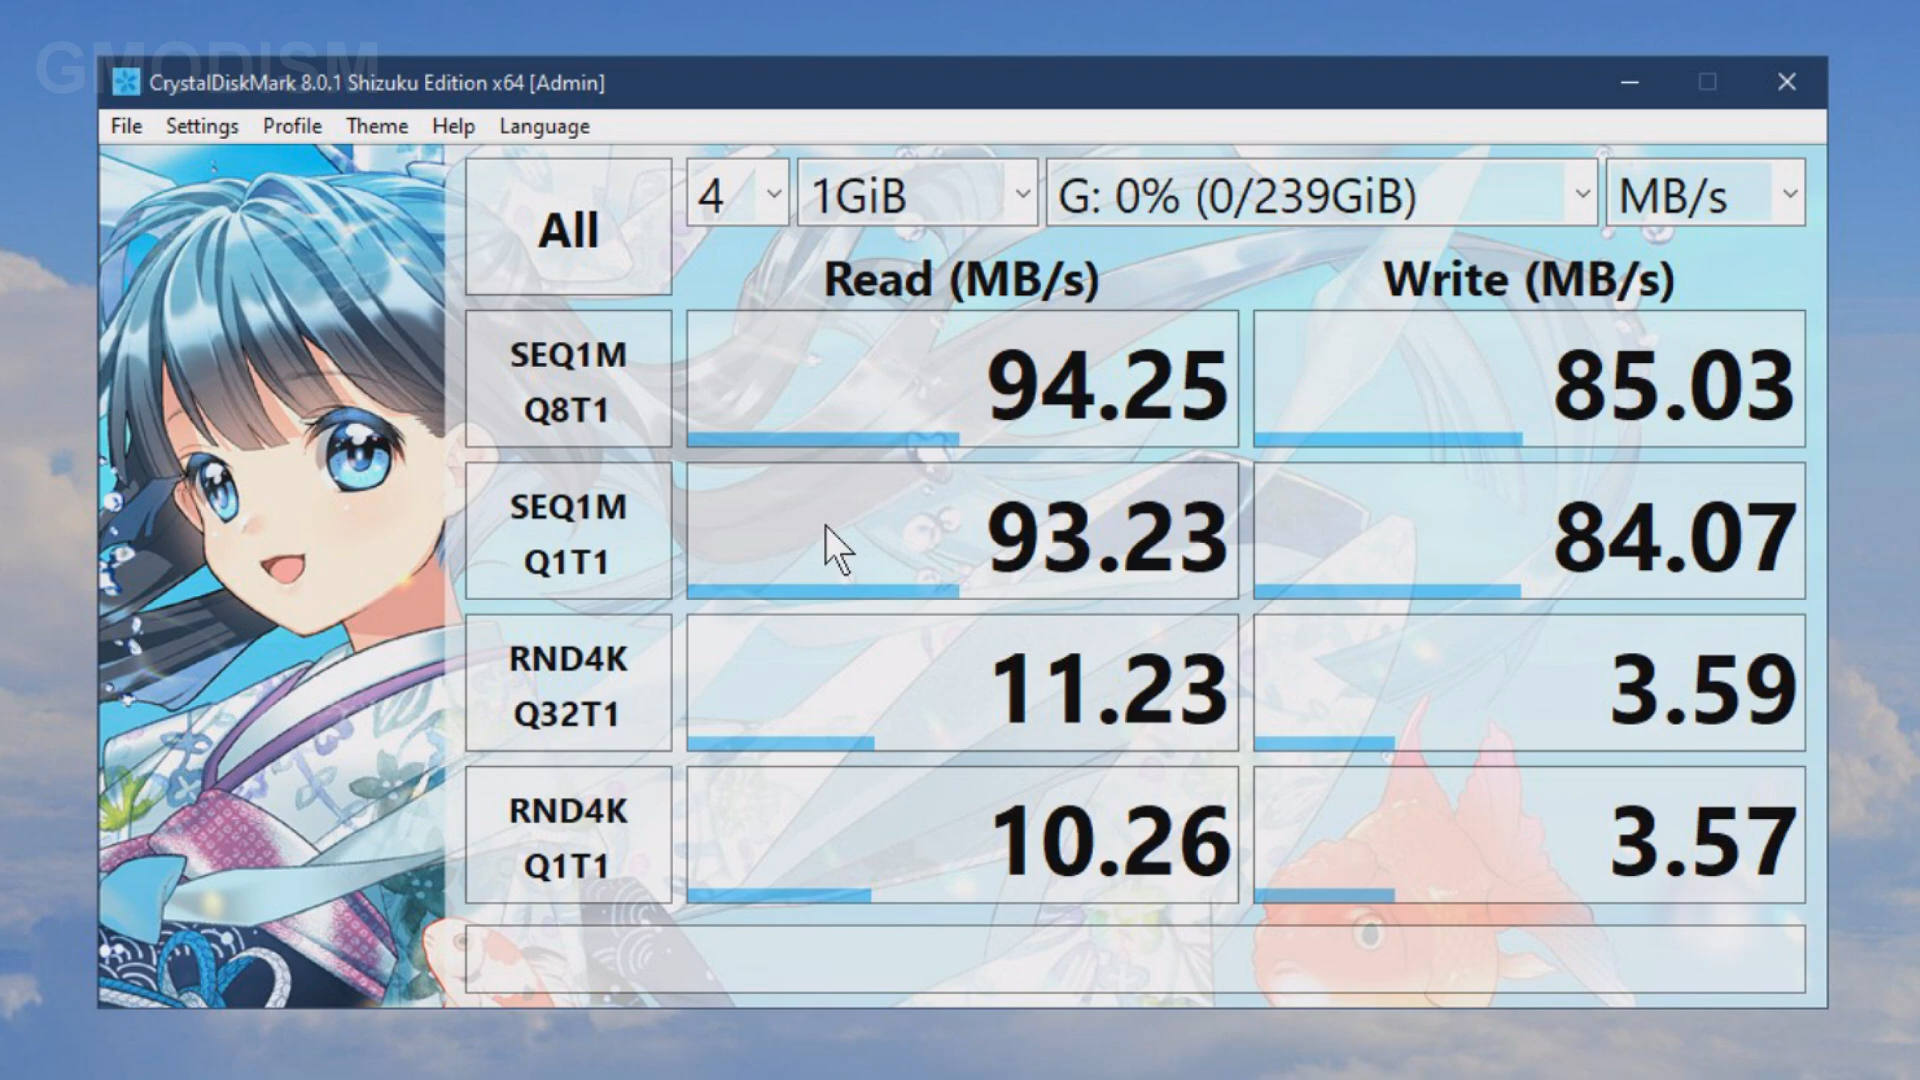 GMODISM
CrystalDiskMark 8.0.1 Shizuku Edition x64 [Admin]
File Settings Profile Theme Help Language
All
4
1GiB
G: 0% (0/239GiB)
MB/s
Read (MB/s)
Write (MB/s)
SEQ1M
Q8T1
94.25
85.03
SEQ1M
Q1T1
93.23
84.07
RND4K
Q32T1
11.23
3.59
RND4K
Q1T1
10.26
3.57